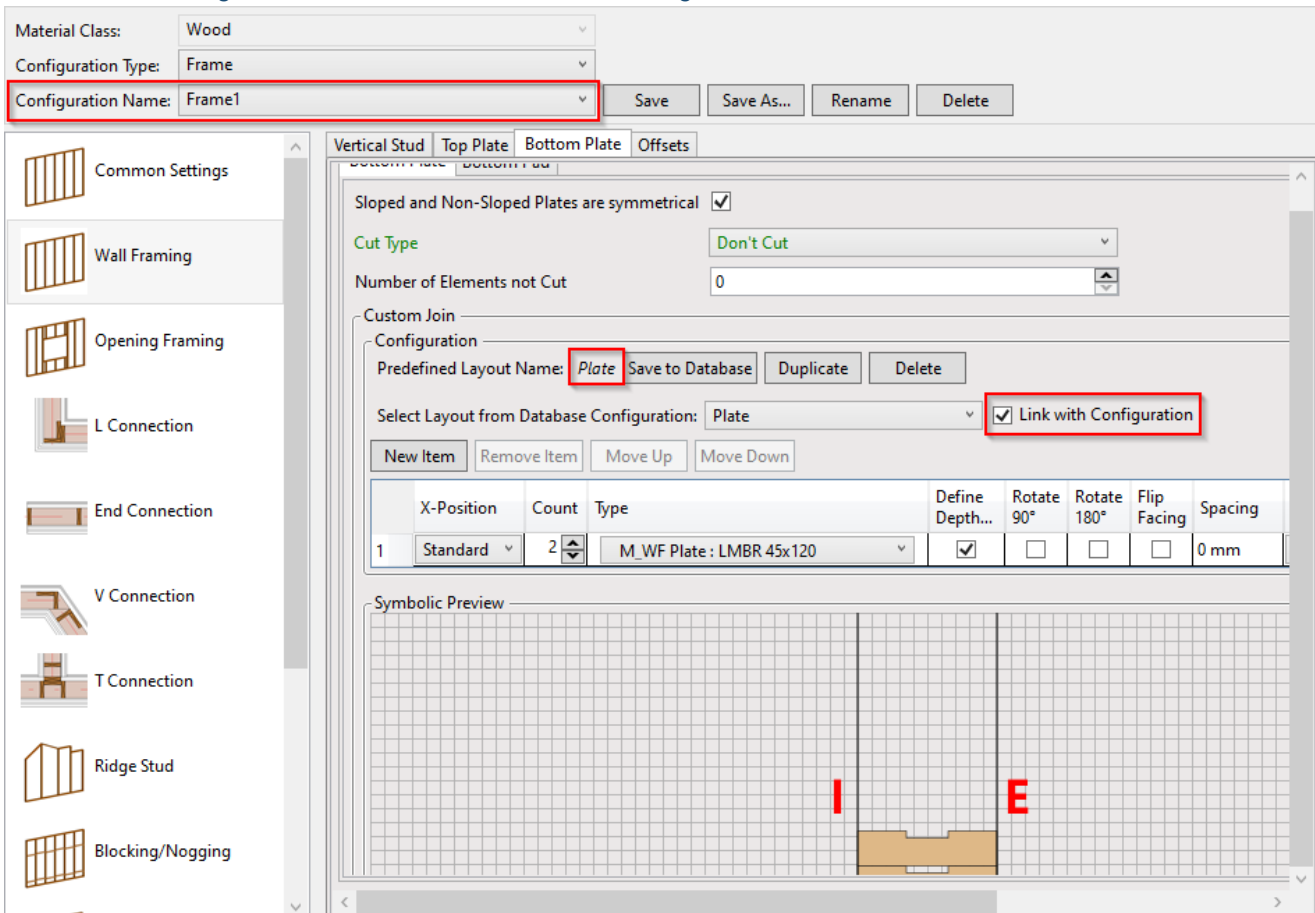 Material Class: Wood
Configuration Type: Frame
Configuration Name: Frame1 Save Save As... Rename Delete
Common Settings
Wall Framing
Opening Framing
L Connection
End Connection
V Connection
T Connection
Ridge Stud
Blocking/Nogging
Vertical Stud Top Plate Bottom Plate Offsets
Bottom Plate Bottom Pad
Sloped and Non-Sloped Plates are symmetrical
Cut Type Don't Cut
Number of Elements not Cut 0
Custom Join
Configuration
Predefined Layout Name: Plate Save to Database Duplicate Delete
Select Layout from Database Configuration: Plate Link with Configuration
New Item Remove Item Move Up Move Down
X-Position Count Type Define Depth... Rotate 90° Rotate 180° Flip Facing Spacing
1 Standard 2 M_WF Plate : LMBR 45x120 0 mm
Symbolic Preview
I E